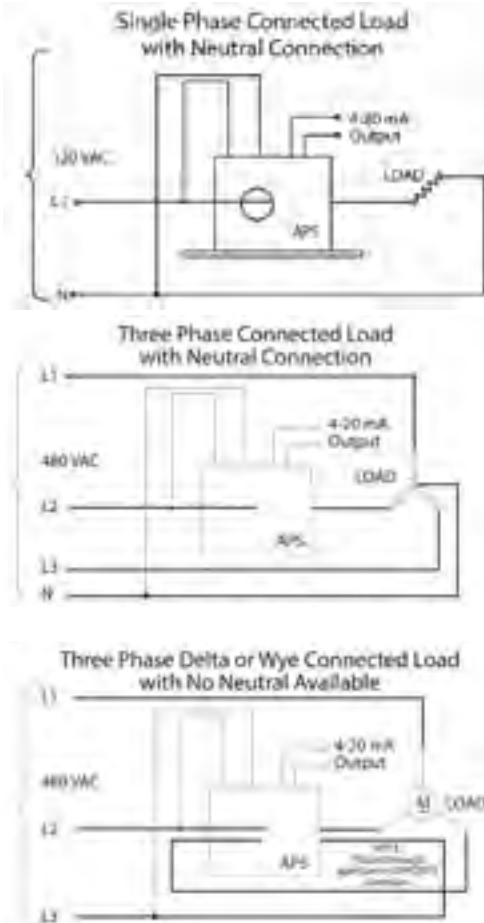 Single Phase Connected Load
with Neutral Connection
4-20 mA
Output
120 VAC
LOAD
APS
N
Three Phase Connected Load
with Neutral Connection
L1
4-20 mA
Output
480 VAC
LOAD
L2
APS
L3
N
Three Phase Delta or Wye Connected Load
with No Neutral Available
L1
4-20 mA
Output
480 VAC
M
LOAD
L2
APS
L3